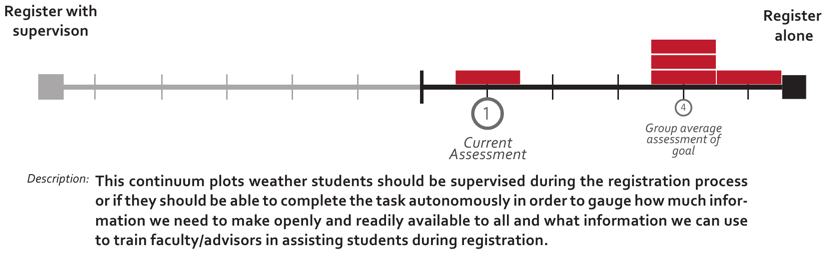 Register with
supervison
Register
alone
1
4
Current
Assessment
Group average
assessment of
goal
Description: This continuum plots weather students should be supervised during the registration process
or if they should be able to complete the task autonomously in order to gauge how much infor-
mation we need to make openly and readily available to all and what information we can use
to train faculty/advisors in assisting students during registration.